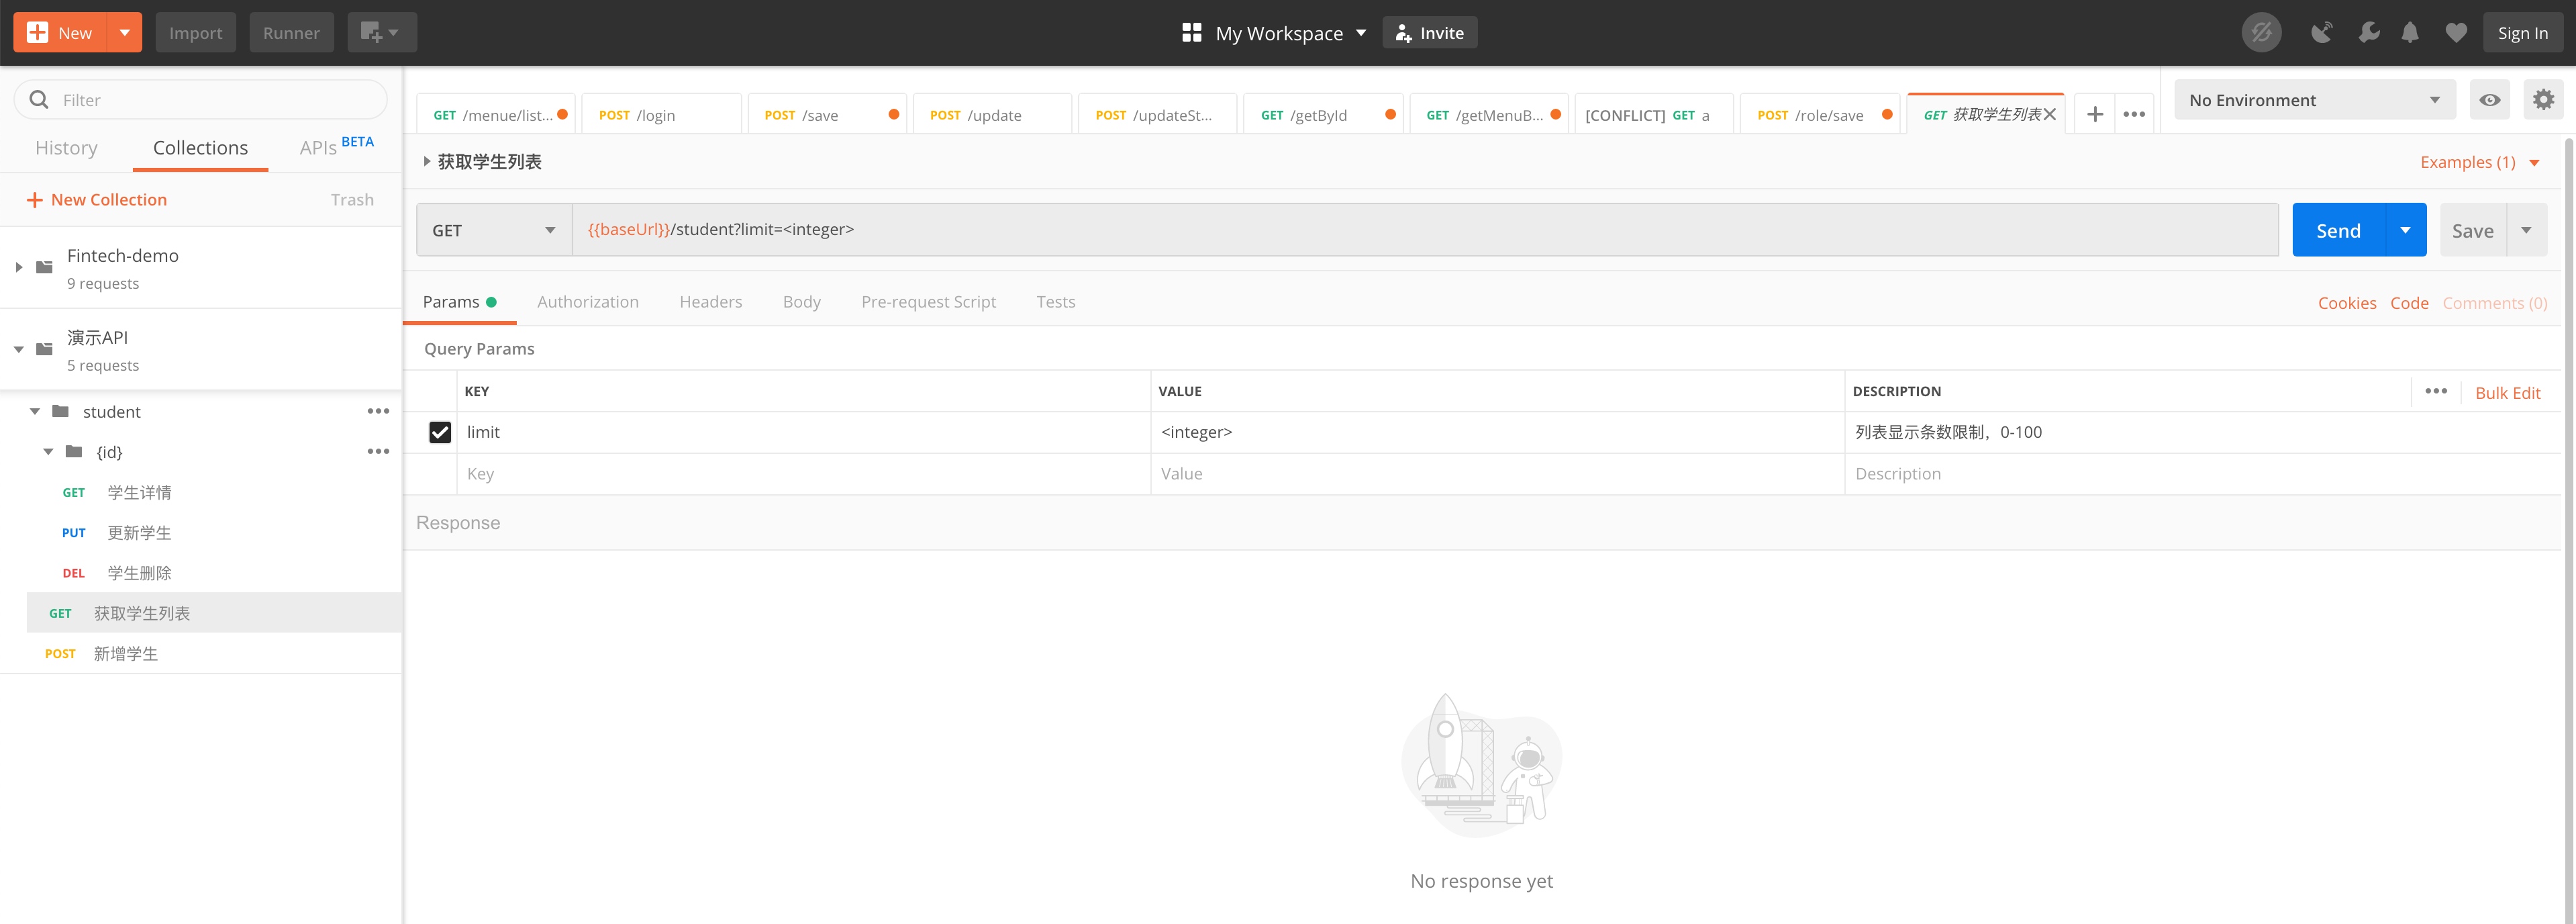 New
Import
Runner
My Workspace
Invite
Sign In
Filter
History
Collections
APIs BETA
New Collection
Trash
Fintech-demo
9 requests
演示API
5 requests
student
{id}
GET 学生详情
PUT 更新学生
DEL 学生删除
GET 获取学生列表
POST 新增学生
GET /menue/list...
POST /login
POST /save
POST /update
POST /updateSt...
GET /getById
GET /getMenuB...
[CONFLICT] GET a
POST /role/save
GET 获取学生列表
No Environment
获取学生列表
Examples (1)
GET
{{baseUrl}}/student?limit=<integer>
Send
Save
Params
Authorization
Headers
Body
Pre-request Script
Tests
Cookies
Code
Comments (0)
Query Params
KEY
VALUE
DESCRIPTION
Bulk Edit
limit
<integer>
列表显示条数限制，0-100
Key
Value
Description
Response
No response yet